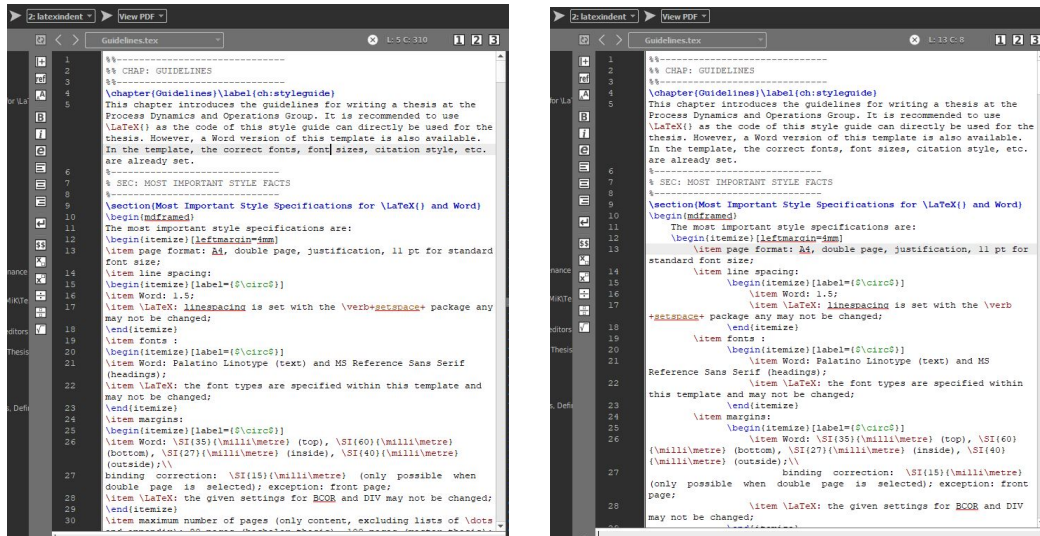 2: latexindent View PDF
Guidelines.tex L: 5 C: 310 1 2 3
1 %%------------------------------
2 %% CHAP: GUIDELINES
3 %%------------------------------
4 \chapter{Guidelines}\label{ch:styleguide}
5 This chapter introduces the guidelines for writing a thesis at the
Process Dynamics and Operations Group. It is recommended to use
\LaTeX{} as the code of this style guide can directly be used for the
thesis. However, a Word version of this template is also available.
In the template, the correct fonts, font sizes, citation style, etc.
are already set.
6 %------------------------------
7 % SEC: MOST IMPORTANT STYLE FACTS
8 %------------------------------
9 \section{Most Important Style Specifications for \LaTeX{} and Word}
10 \begin{mdframed}
11 The most important style specifications are:
12 \begin{itemize}[leftmargin=4mm]
13 \item page format: A4, double page, justification, 11 pt for standard
font size;
14 \item line spacing:
15 \begin{itemize}[label={$\circ$}]
16 \item Word: 1.5;
17 \item \LaTeX: linespacing is set with the \verb+setspace+ package any
may not be changed;
18 \end{itemize}
19 \item fonts :
20 \begin{itemize}[label={$\circ$}]
21 \item Word: Palatino Linotype (text) and MS Reference Sans Serif
(headings);
22 \item \LaTeX: the font types are specified within this template and
may not be changed;
23 \end{itemize}
24 \item margins:
25 \begin{itemize}[label={$\circ$}]
26 \item Word: \SI{35}{\milli\metre} (top), \SI{60}{\milli\metre}
(bottom), \SI{27}{\milli\metre} (inside), \SI{40}{\milli\metre}
(outside);\\
27 binding correction: \SI{15}{\milli\metre} (only possible when
double page is selected); exception: front page;
28 \item \LaTeX: the given settings for BCOR and DIV may not be changed;
29 \end{itemize}
30 \item maximum number of pages (only content, excluding lists of \dots
2: latexindent View PDF
Guidelines.tex L: 13 C: 8 1 2 3
1 %%------------------------------
2 %% CHAP: GUIDELINES
3 %%------------------------------
4 \chapter{Guidelines}\label{ch:styleguide}
5 This chapter introduces the guidelines for writing a thesis at the
Process Dynamics and Operations Group. It is recommended to use
\LaTeX{} as the code of this style guide can directly be used for the
thesis. However, a Word version of this template is also available.
In the template, the correct fonts, font sizes, citation style, etc.
are already set.
6 %------------------------------
7 % SEC: MOST IMPORTANT STYLE FACTS
8 %------------------------------
9 \section{Most Important Style Specifications for \LaTeX{} and Word}
10 \begin{mdframed}
11 The most important style specifications are:
12 \begin{itemize}[leftmargin=4mm]
13 \item page format: A4, double page, justification, 11 pt for
standard font size;
14 \item line spacing:
15 \begin{itemize}[label={$\circ$}]
16 \item Word: 1.5;
17 \item \LaTeX: linespacing is set with the \verb
+setspace+ package any may not be changed;
18 \end{itemize}
19 \item fonts :
20 \begin{itemize}[label={$\circ$}]
21 \item Word: Palatino Linotype (text) and MS
Reference Sans Serif (headings);
22 \item \LaTeX: the font types are specified within
this template and may not be changed;
23 \end{itemize}
24 \item margins:
25 \begin{itemize}[label={$\circ$}]
26 \item Word: \SI{35}{\milli\metre} (top), \SI{60}
{\milli\metre} (bottom), \SI{27}{\milli\metre} (inside), \SI{40}
{\milli\metre} (outside);\\
27 binding correction: \SI{15}{\milli\metre}
(only possible when double page is selected); exception: front
page;
28 \item \LaTeX: the given settings for BCOR and DIV
may not be changed;